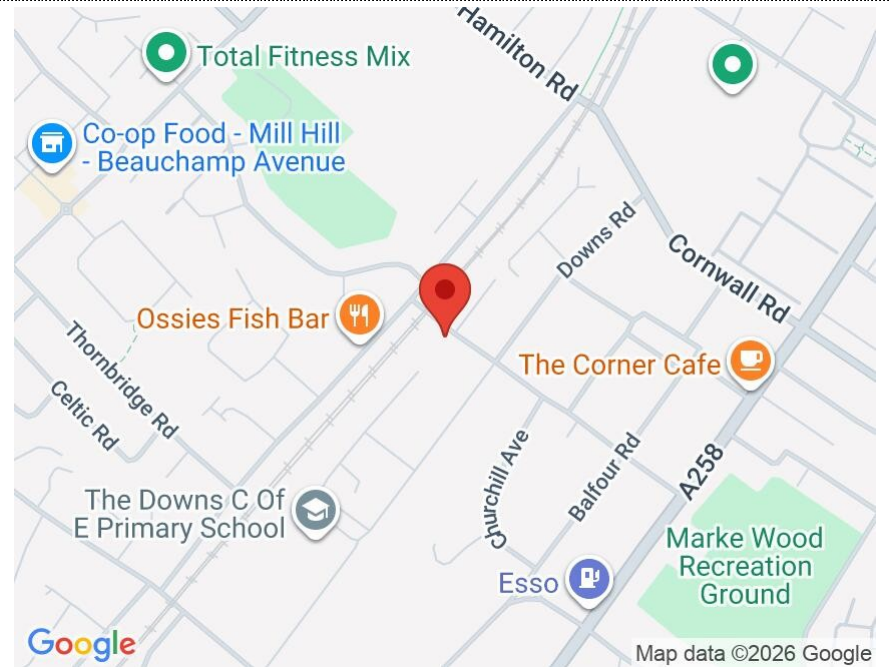 Hamilton Rd
Total Fitness Mix
Co-op Food - Mill Hill
- Beauchamp Avenue
Downs Rd
Cornwall Rd
Ossies Fish Bar
Thornbridge Rd
The Corner Cafe
Celtic Rd
Churchill Ave
Balfour Rd
A258
The Downs C Of
E Primary School
Marke Wood
Recreation
Ground
Esso
Google
Map data ©2026 Google